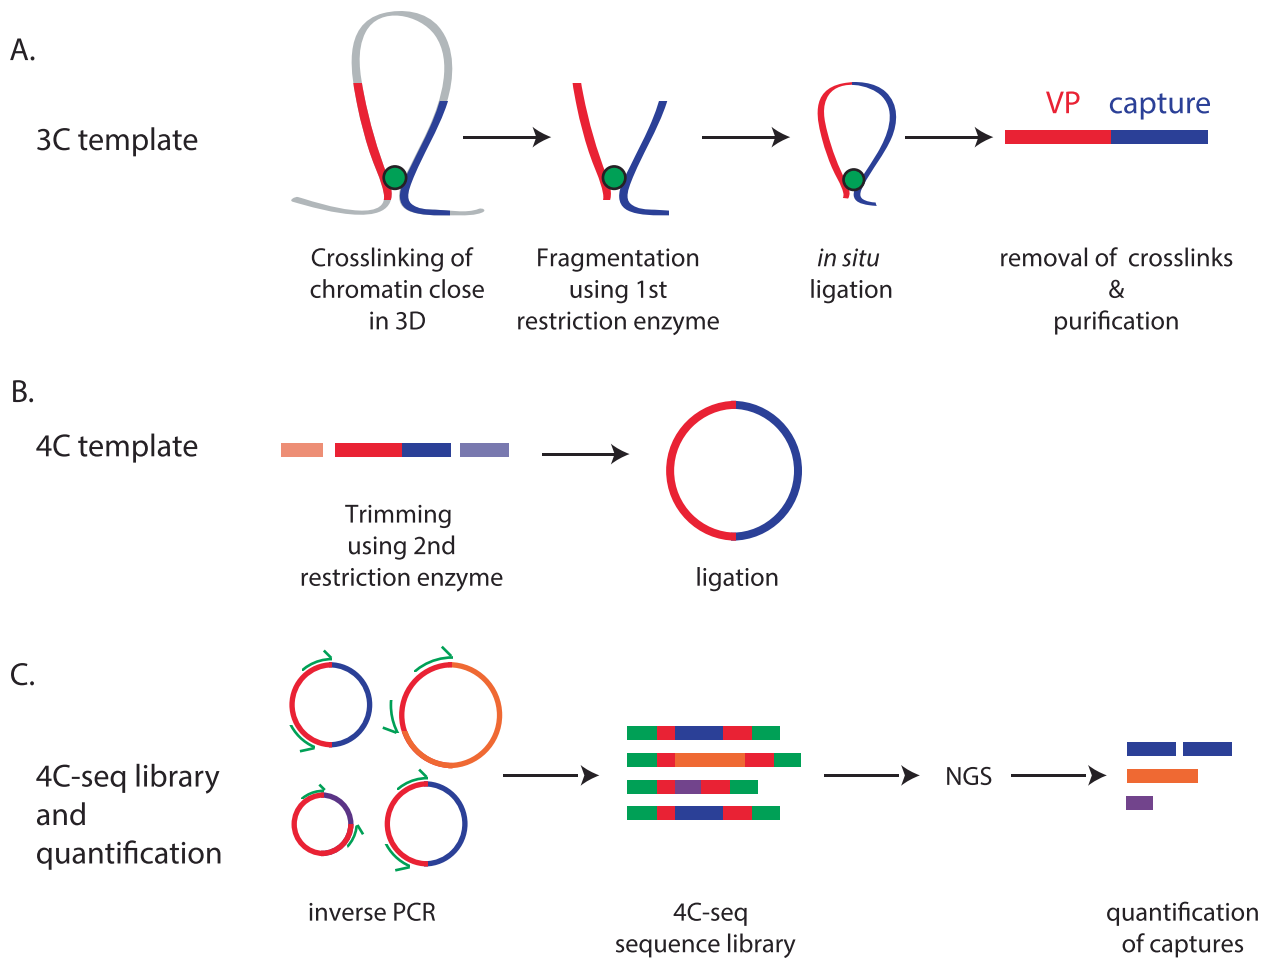 A.
3C template
VP capture
Crosslinking of
chromatin close
in 3D
Fragmentation
using 1st
restriction enzyme
in situ
ligation
removal of crosslinks
&
purification
B.
4C template
Trimming
using 2nd
restriction enzyme
ligation
C.
4C-seq library
and
quantification
inverse PCR
4C-seq
sequence library
NGS
quantification
of captures